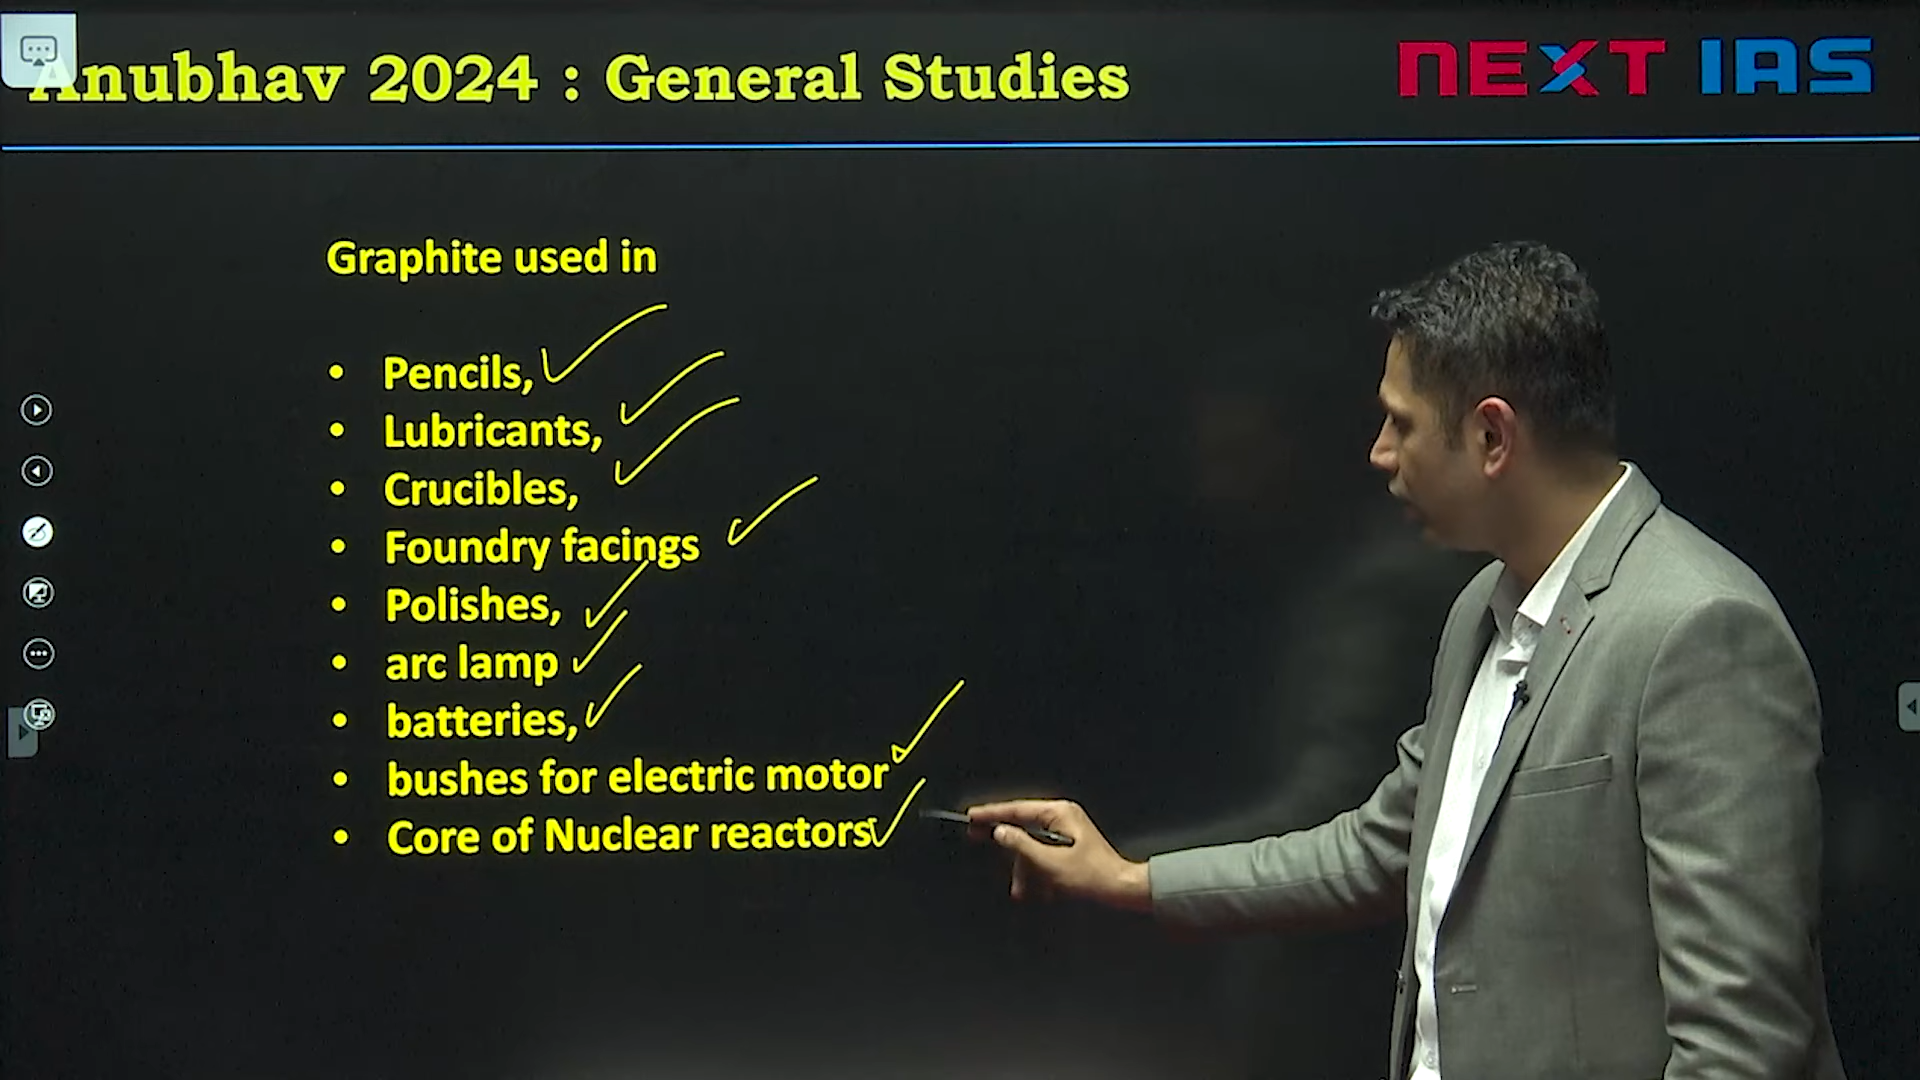 Anubhav 2024 : General Studies
NEXT IAS
Graphite used in
• Pencils,
• Lubricants,
• Crucibles,
• Foundry facings
• Polishes,
• arc lamp
• batteries,
• bushes for electric motor
• Core of Nuclear reactors